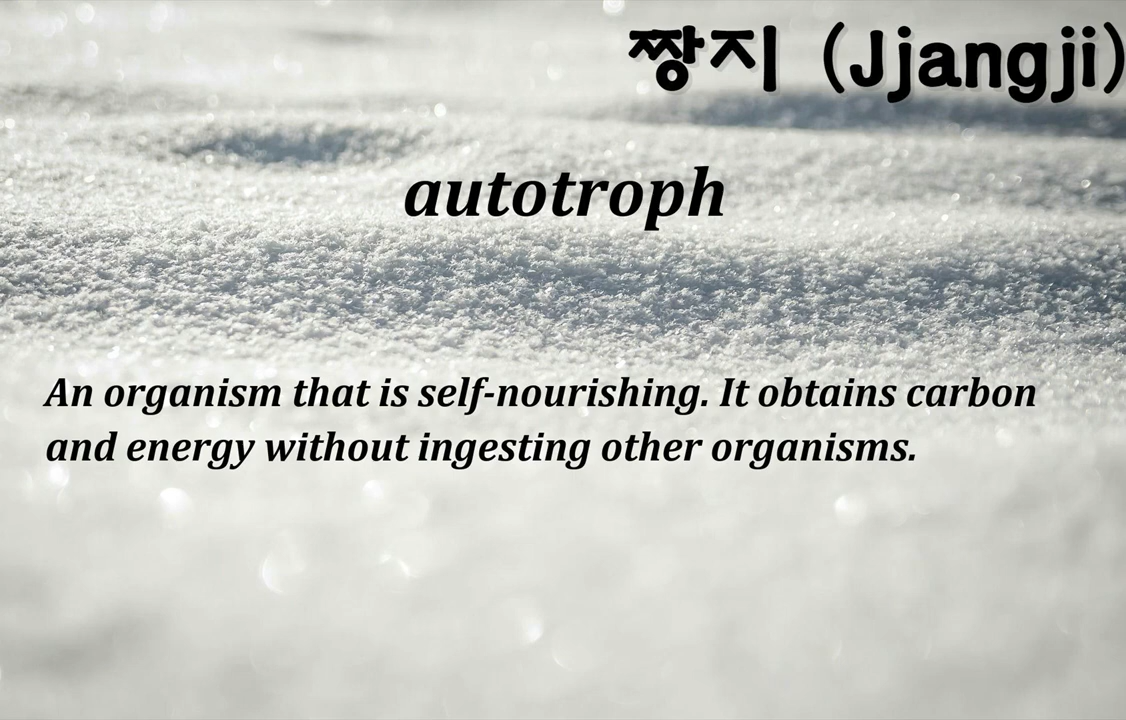 짱지 (Jjangji)
autotroph
An organism that is self-nourishing. It obtains carbon
and energy without ingesting other organisms.